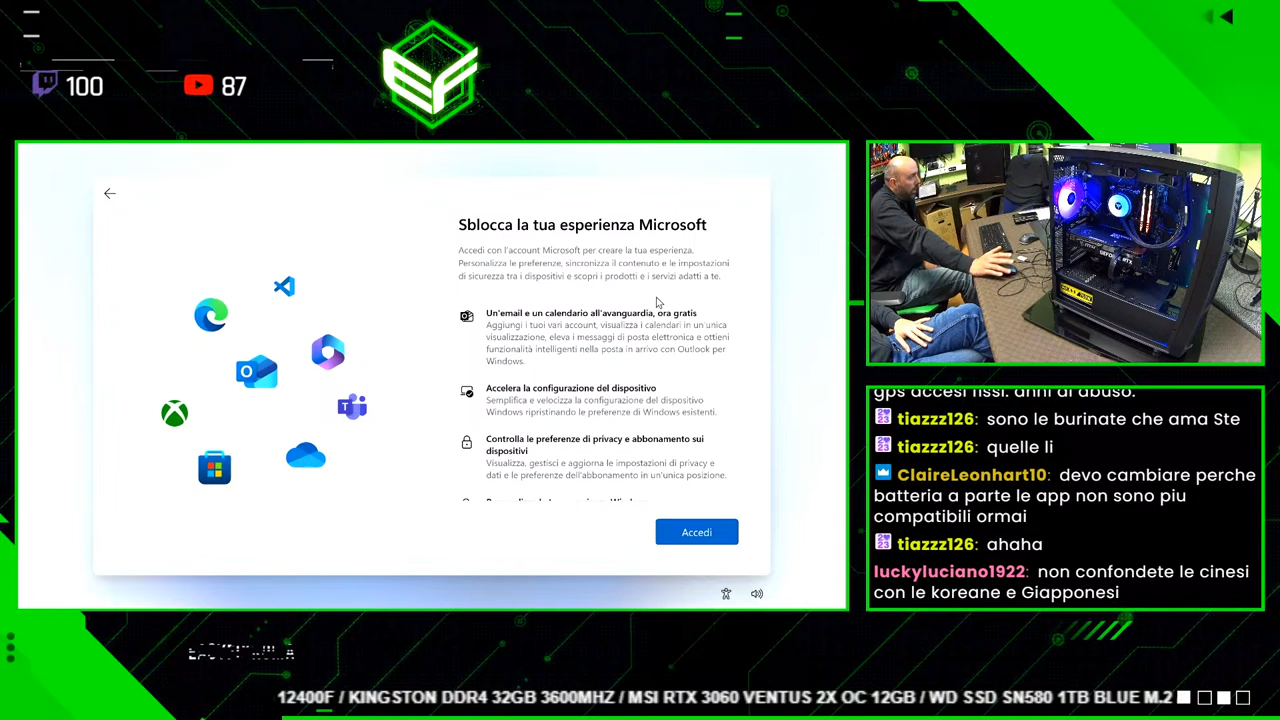 100
87
EF
Sblocca la tua esperienza Microsoft
Accedi con l'account Microsoft per creare la tua esperienza.
Personalizza le preferenze, sincronizza il contenuto e le impostazioni
di sicurezza tra i dispositivi e scopri i prodotti e i servizi adatti a te.
Un'email e un calendario all'avanguardia, ora gratis
Aggiungi i tuoi vari account, visualizza i calendari in un'unica
visualizzazione, eleva i messaggi di posta elettronica e ottieni
funzionalità intelligenti nella posta in arrivo con Outlook per
Windows.
Accelera la configurazione del dispositivo
Semplifica e velocizza la configurazione del dispositivo
Windows ripristinando le preferenze di Windows esistenti.
Controlla le preferenze di privacy e abbonamento sui
dispositivi
Visualizza, gestisci e aggiorna le impostazioni di privacy e
dati e le preferenze dell'abbonamento in un'unica posizione.
Accedi
GEFORCE RTX
gps accesi fissi. anni di abuso.
tiazzz126: sono le burinate che ama Ste
tiazzz126: quelle li
ClaireLeonhart10: devo cambiare perche
batteria a parte le app non sono piu
compatibili ormai
tiazzz126: ahaha
luckyluciano1922: non confondete le cinesi
con le koreane e Giapponesi
12400F / KINGSTON DDR4 32GB 3600MHZ / MSI RTX 3060 VENTUS 2X OC 12GB / WD SSD SN580 1TB BLUE M.2